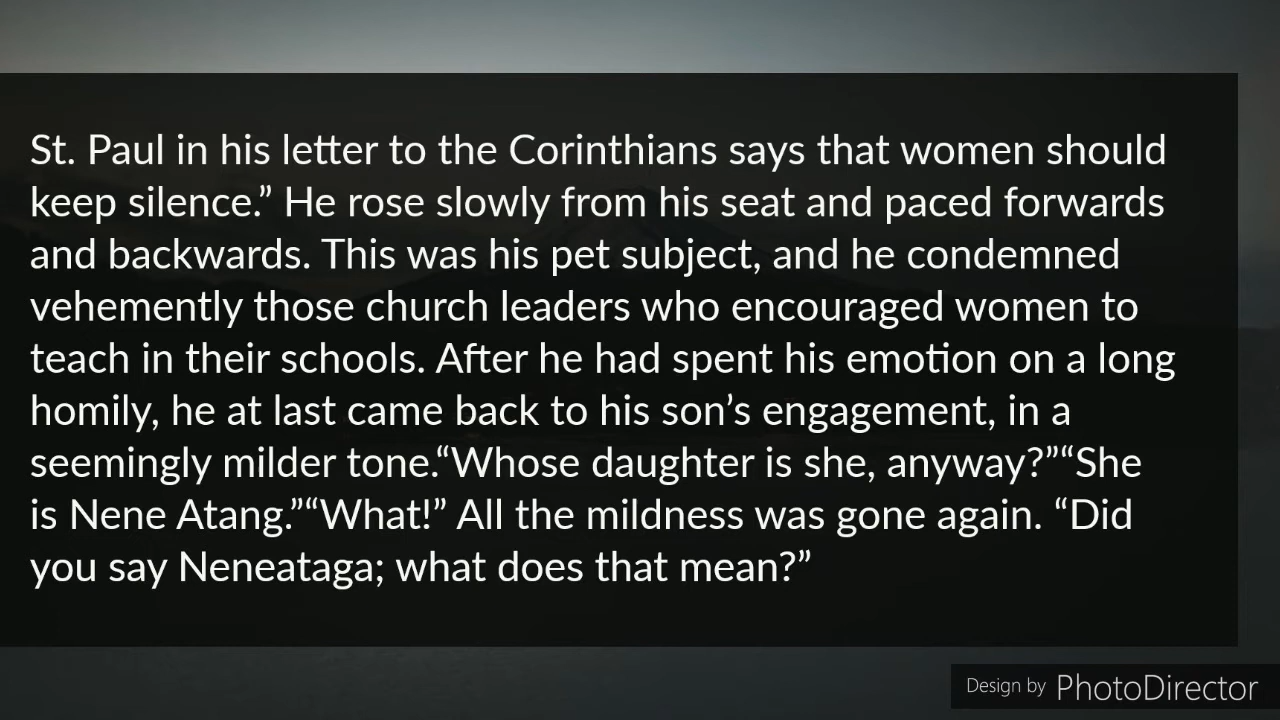 St. Paul in his letter to the Corinthians says that women should
keep silence.” He rose slowly from his seat and paced forwards
and backwards. This was his pet subject, and he condemned
vehemently those church leaders who encouraged women to
teach in their schools. After he had spent his emotion on a long
homily, he at last came back to his son’s engagement, in a
seemingly milder tone.“Whose daughter is she, anyway?”“She
is Nene Atang.”“What!” All the mildness was gone again. “Did
you say Neneataga; what does that mean?”
Design by PhotoDirector